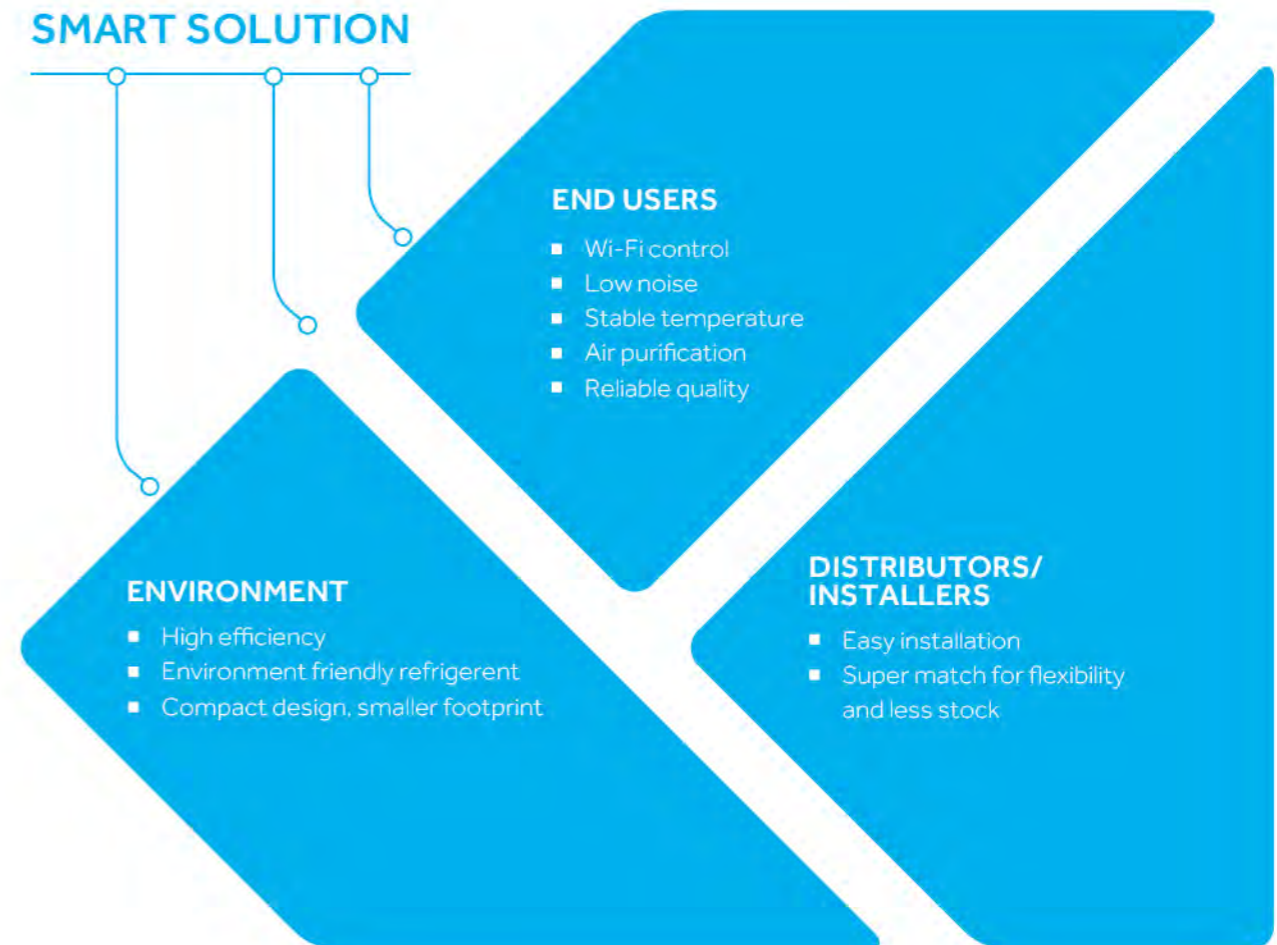 SMART SOLUTION
END USERS
▪ Wi-Fi control
▪ Low noise
▪ Stable temperature
▪ Air purification
▪ Reliable quality
ENVIRONMENT
▪ High efficiency
▪ Environment friendly refrigerent
▪ Compact design, smaller footprint
DISTRIBUTORS/
INSTALLERS
▪ Easy installation
▪ Super match for flexibility
and less stock